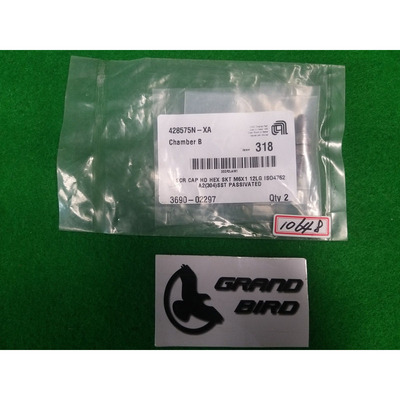 428575N-XA
Chamber B
318
SCR CAP HD HEX SKT M6X1 12LG ISO4762
A2(304)SST PASSIVATED
3690-02297
Qty 2
10648
GRAND
BIRD